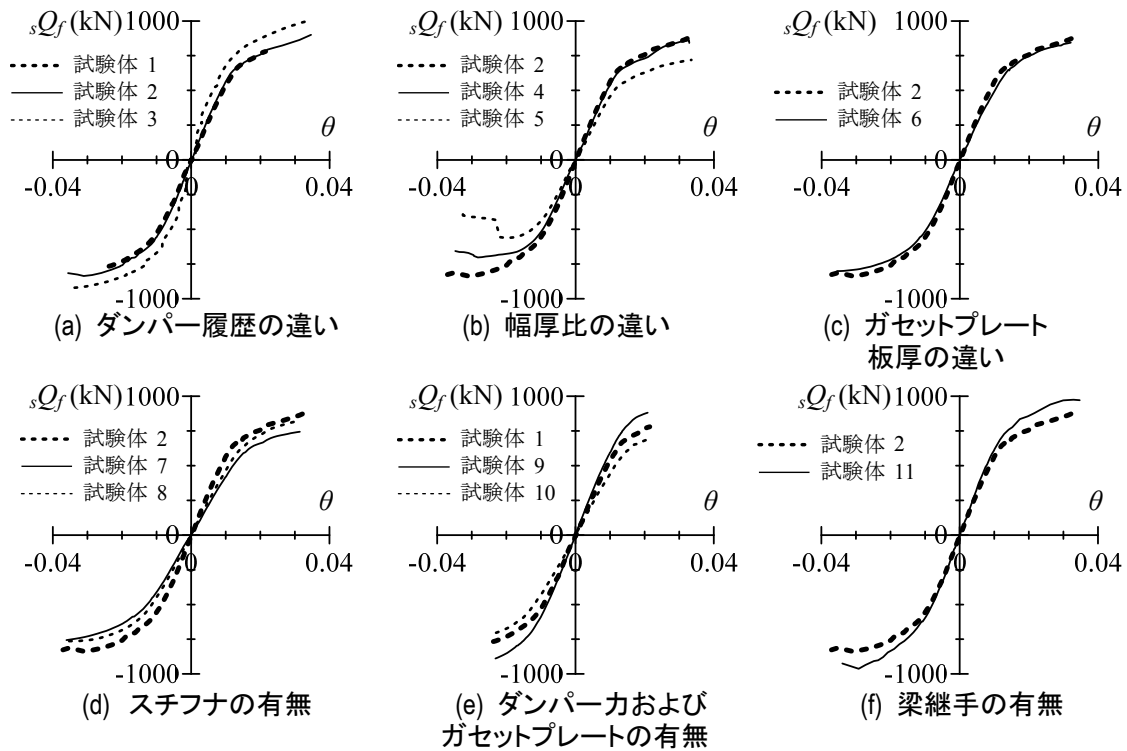 sQf (kN) 1000
試験体 1
試験体 2
試験体 3
θ
0
-0.04 0 0.04
-1000
(a) ダンパー履歴の違い
sQf (kN) 1000
試験体 2
試験体 4
試験体 5
θ
0
-0.04 0 0.04
-1000
(b) 幅厚比の違い
sQf (kN) 1000
試験体 2
試験体 6
θ
0
-0.04 0 0.04
-1000
(c) ガセットプレート
板厚の違い
sQf (kN) 1000
試験体 2
試験体 7
試験体 8
θ
0
-0.04 0 0.04
-1000
(d) スチフナの有無
sQf (kN) 1000
試験体 1
試験体 9
試験体 10
θ
0
-0.04 0 0.04
-1000
(e) ダンパー力および
ガセットプレートの有無
sQf (kN) 1000
試験体 2
試験体 11
θ
0
-0.04 0 0.04
-1000
(f) 梁継手の有無